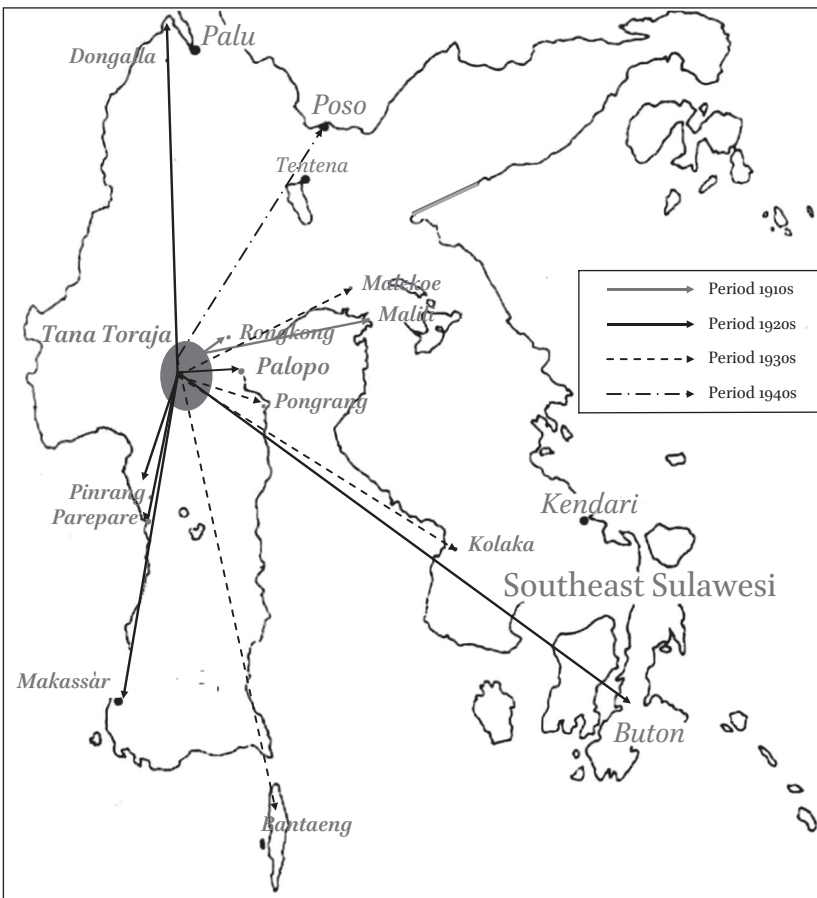 Palu
Dongalla
Poso
Tentena
Malekoe
Malili
Tana Toraja
Rongkong
Palopo
Pongrang
Period 1910s
Period 1920s
Period 1930s
Period 1940s
Pinrang
Parepare
Kendari
Kolaka
Southeast Sulawesi
Makassar
Buton
Bantaeng